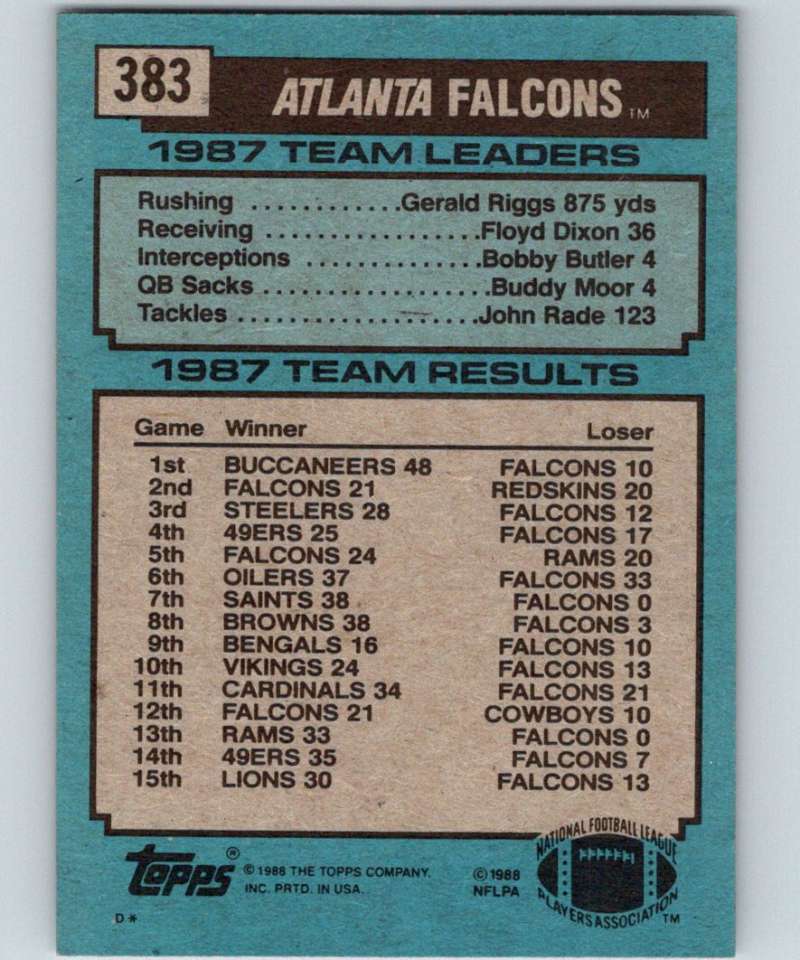 383
ATLANTA FALCONS TM
1987 TEAM LEADERS
Rushing ............Gerald Riggs 875 yds
Receiving ..................Floyd Dixon 36
Interceptions ..............Bobby Butler 4
QB Sacks ...................Buddy Moor 4
Tackles ....................John Rade 123
1987 TEAM RESULTS
Game Winner Loser
1st BUCCANEERS 48 FALCONS 10
2nd FALCONS 21 REDSKINS 20
3rd STEELERS 28 FALCONS 12
4th 49ERS 25 FALCONS 17
5th FALCONS 24 RAMS 20
6th OILERS 37 FALCONS 33
7th SAINTS 38 FALCONS 0
8th BROWNS 38 FALCONS 3
9th BENGALS 16 FALCONS 10
10th VIKINGS 24 FALCONS 13
11th CARDINALS 34 FALCONS 21
12th FALCONS 21 COWBOYS 10
13th RAMS 33 FALCONS 0
14th 49ERS 35 FALCONS 7
15th LIONS 30 FALCONS 13
topps®
© 1988 THE TOPPS COMPANY,
INC. PRTD. IN USA.
D*
© 1988
NFLPA
NATIONAL FOOTBALL LEAGUE
PLAYERS ASSOCIATION TM